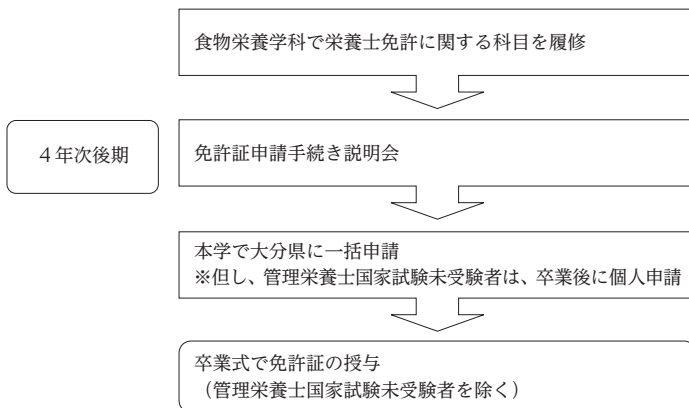 食物栄養学科で栄養士免許に関する科目を履修
4年次後期
免許証申請手続き説明会
本学で大分県に一括申請
※但し、管理栄養士国家試験未受験者は、卒業後に個人申請
卒業式で免許証の授与
（管理栄養士国家試験未受験者を除く）